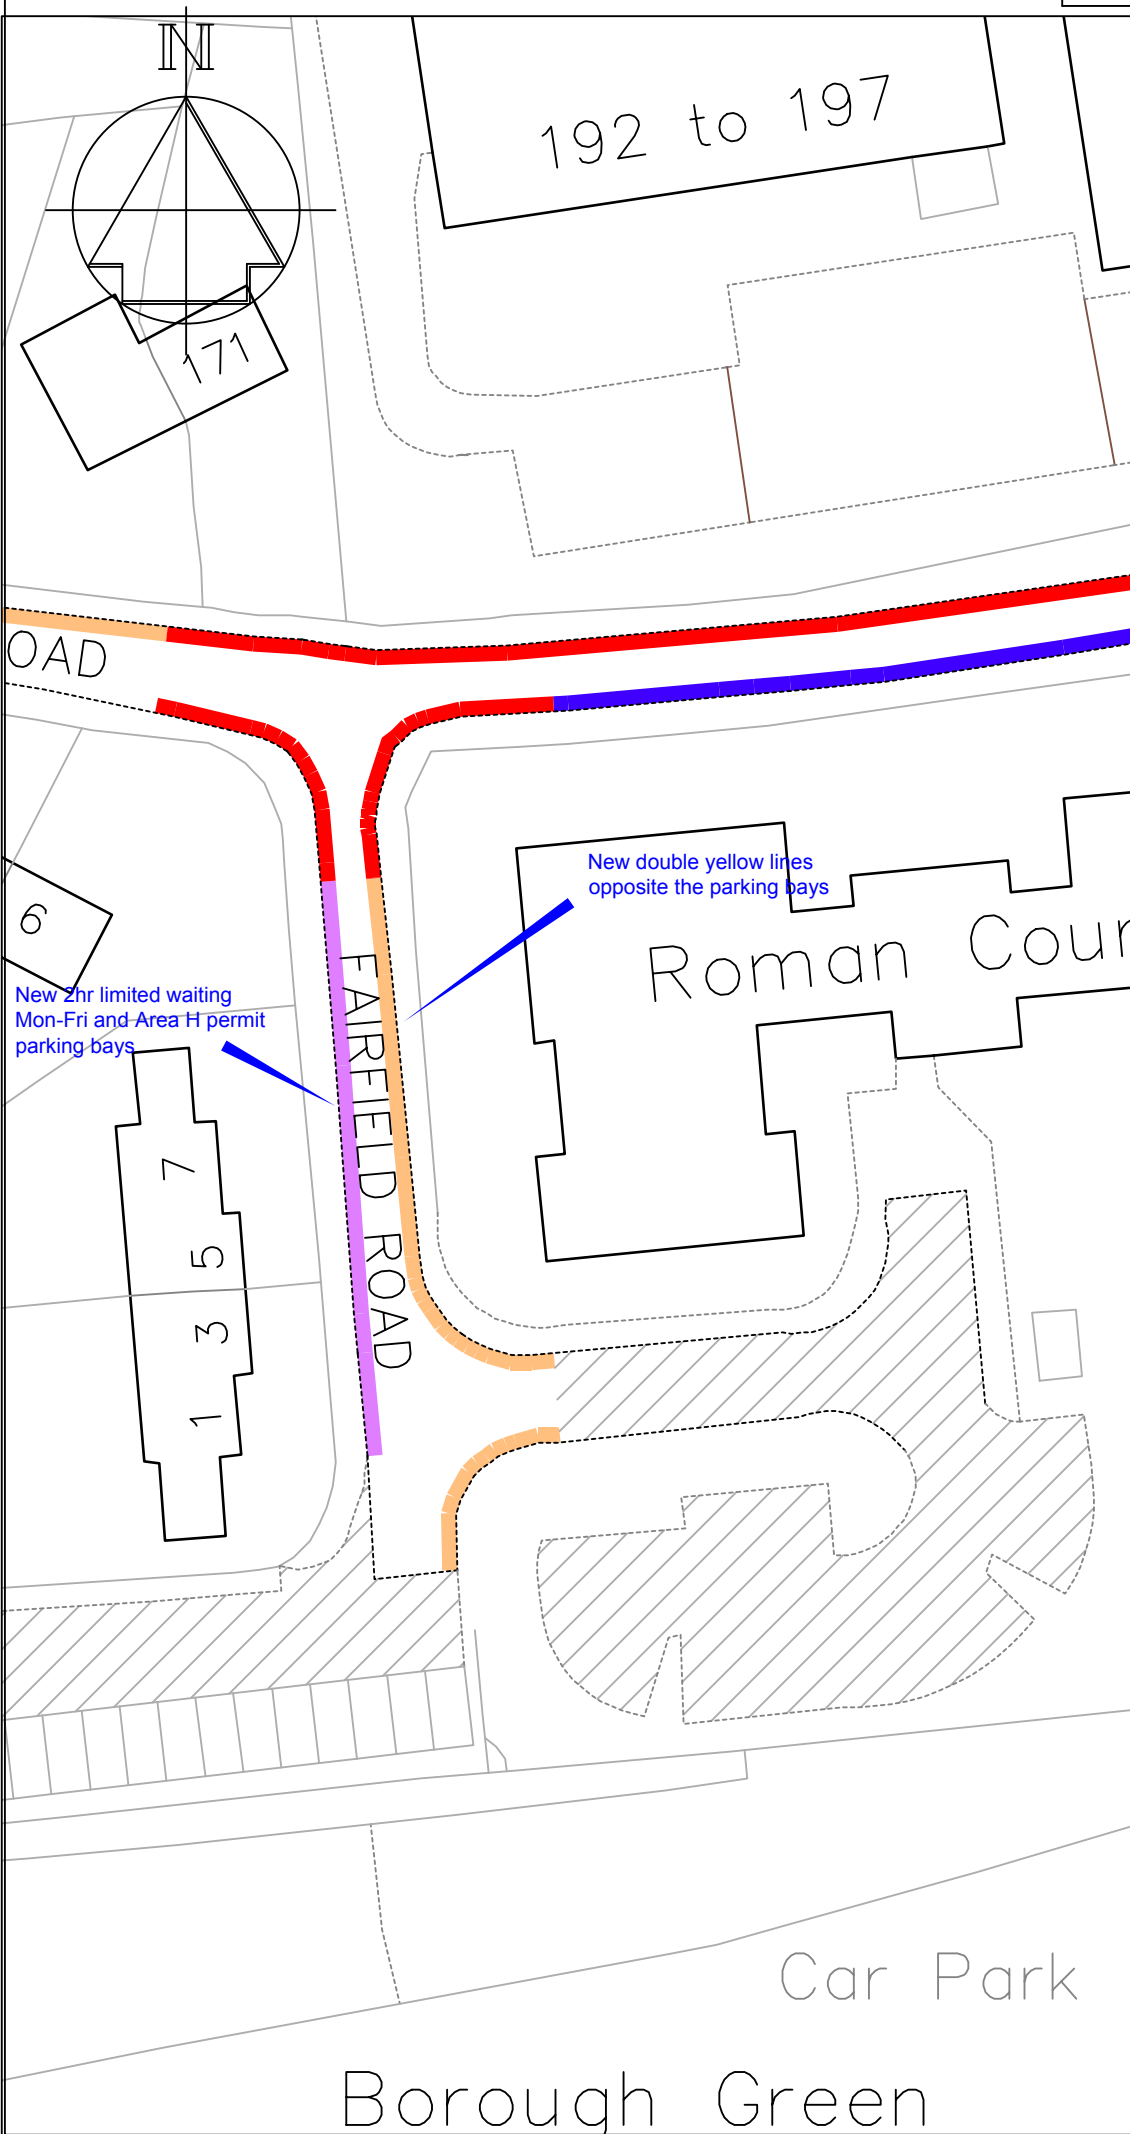 N
192 to 197
171
OAD
New double yellow lines
opposite the parking bays
6
Roman Cour
New 2hr limited waiting
Mon-Fri and Area H permit
parking bays
FAIRFIELD ROAD
7
5
3
1
Car Park
Borough Green